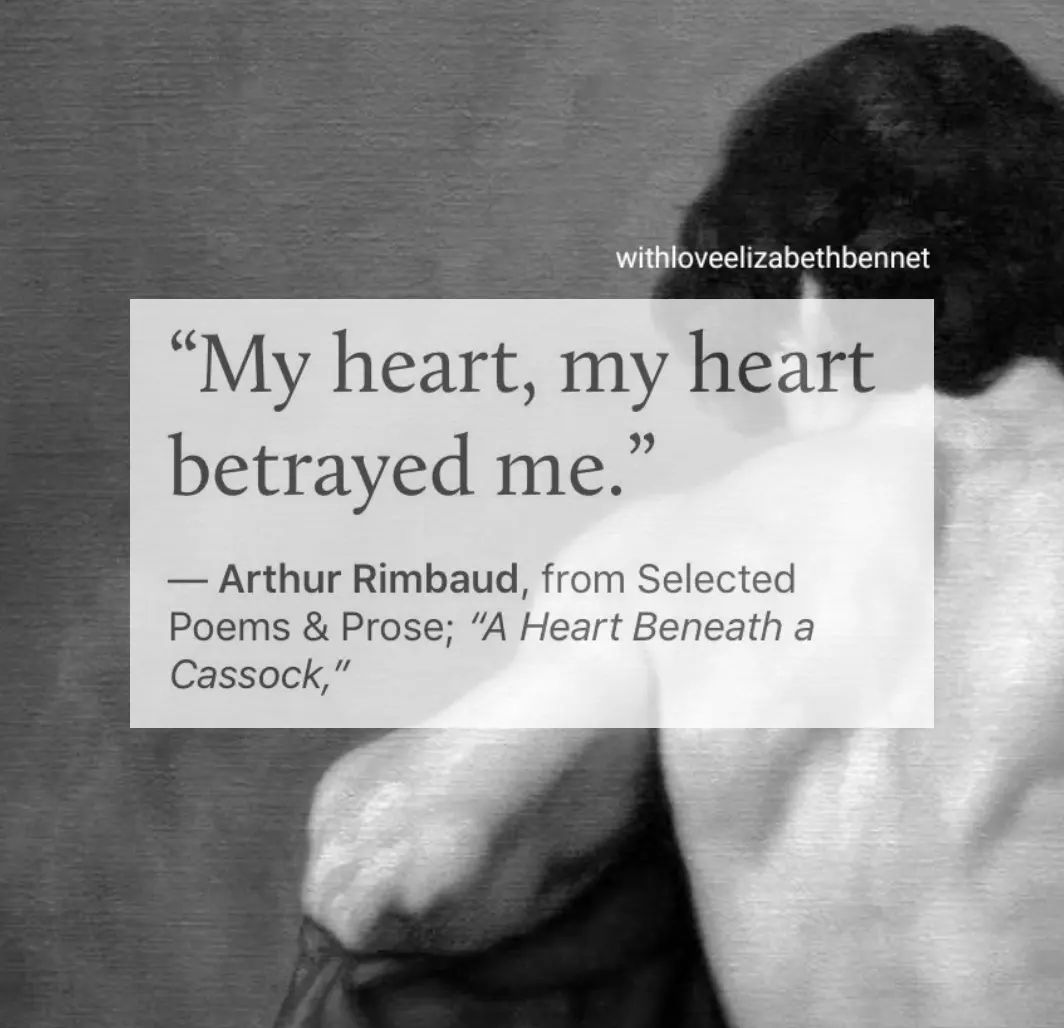 withloveelizabethbennet
“My heart, my heart
betrayed me.”
— Arthur Rimbaud, from Selected
Poems & Prose; “A Heart Beneath a
Cassock,”